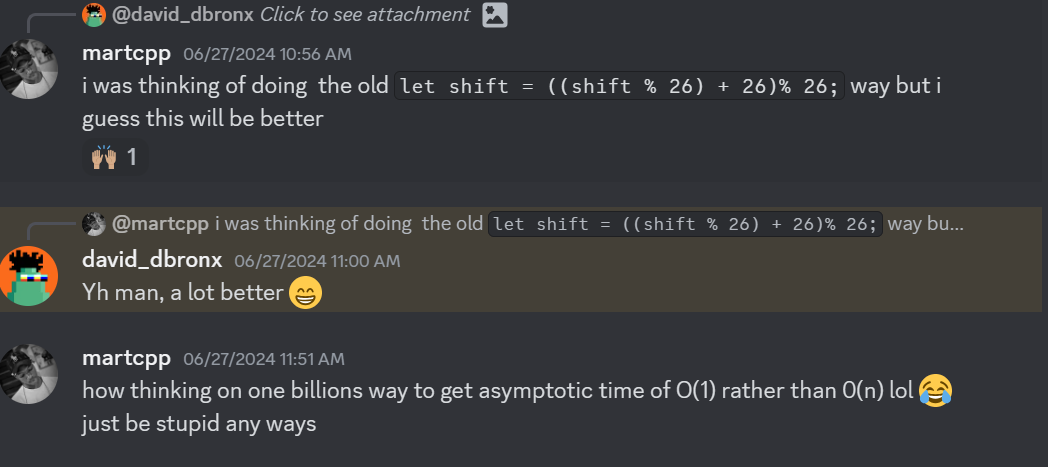 @david_dbronx Click to see attachment
martcpp 06/27/2024 10:56 AM
i was thinking of doing the old let shift = ((shift % 26) + 26)% 26; way but i
guess this will be better
1
@martcpp i was thinking of doing the old let shift = ((shift % 26) + 26)% 26; way bu...
david_dbronx 06/27/2024 11:00 AM
Yh man, a lot better 😁
martcpp 06/27/2024 11:51 AM
how thinking on one billions way to get asymptotic time of O(1) rather than 0(n) lol 😂
just be stupid any ways